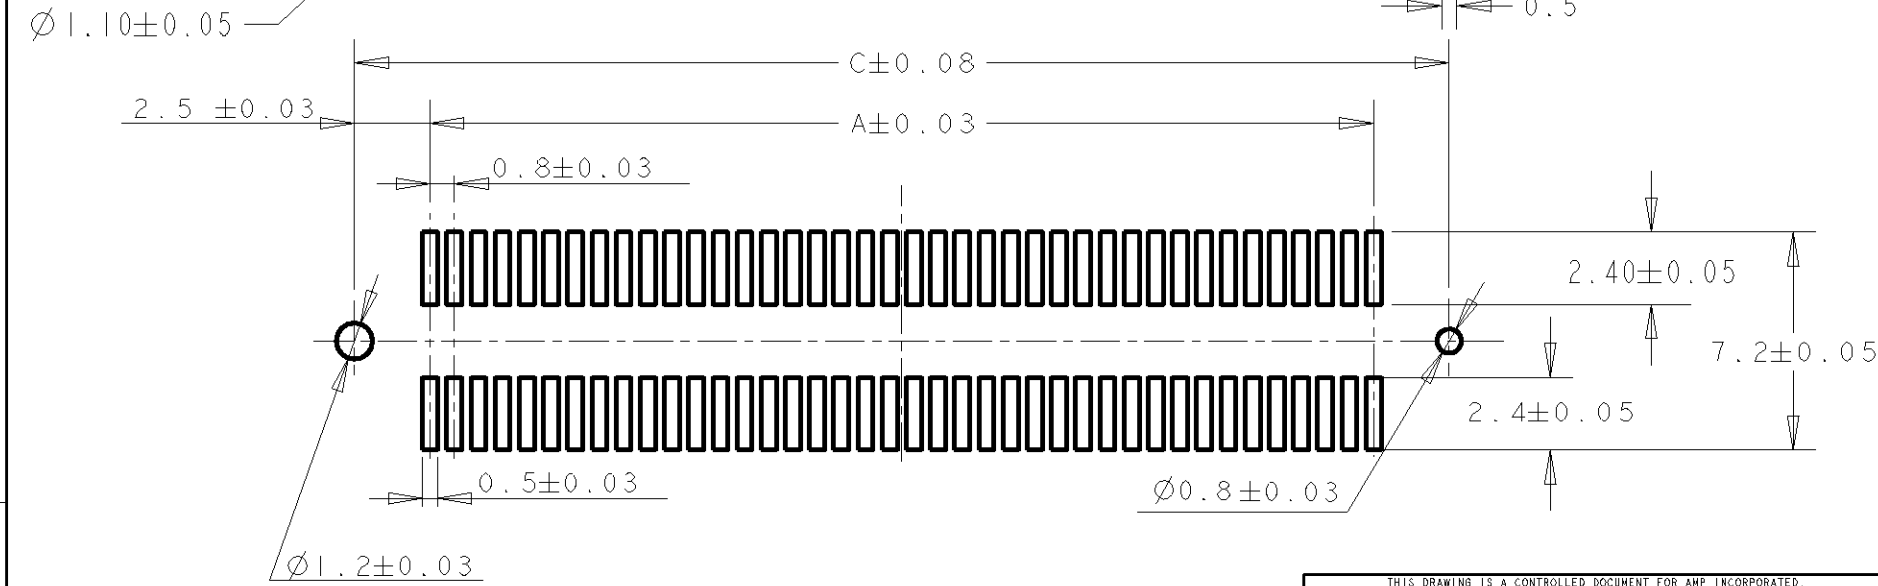 Ø1.10±0.05
0.5
C±0.08
2.5 ±0.03
A±0.03
0.8±0.03
2.40±0.05
7.2±0.05
2.4±0.05
0.5±0.03
Ø0.8±0.03
Ø1.2±0.03
THIS DRAWING IS A CONTROLLED DOCUMENT FOR AMP INCORPORATED.